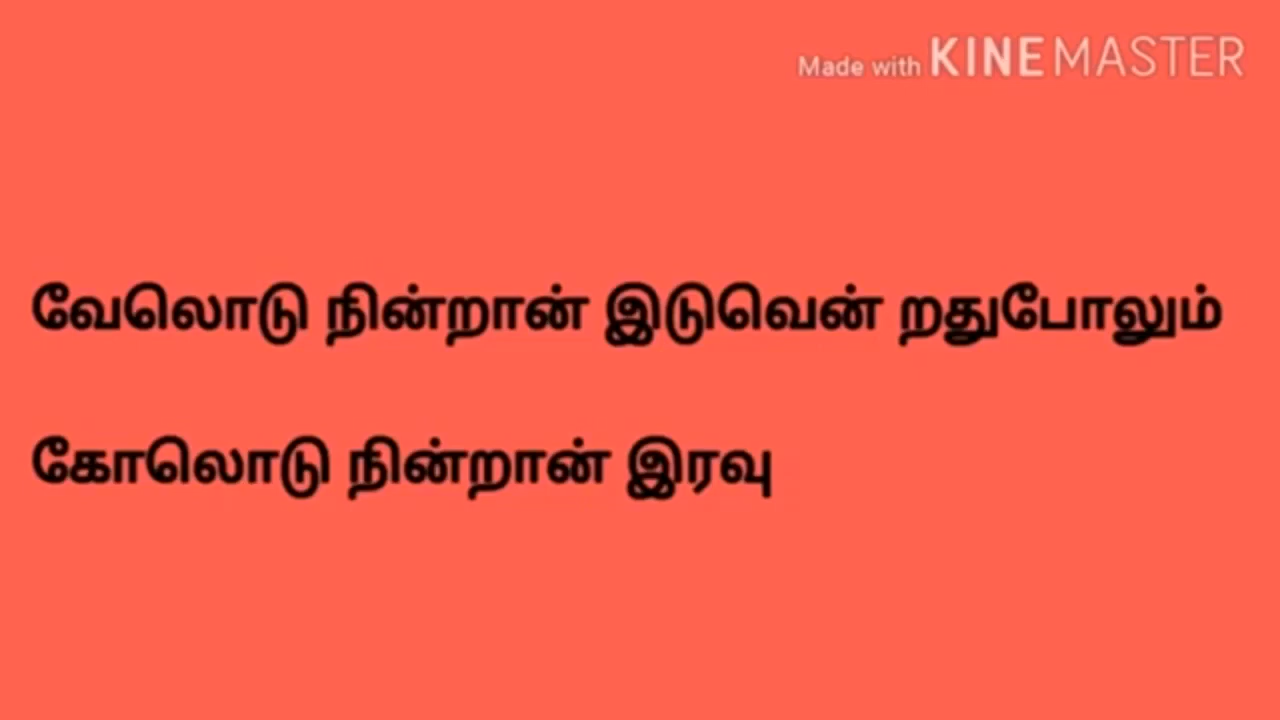 Made with KINEMASTER
வேலொடு நின்றான் இடுவென் றதுபோலும்
கோலொடு நின்றான் இரவு